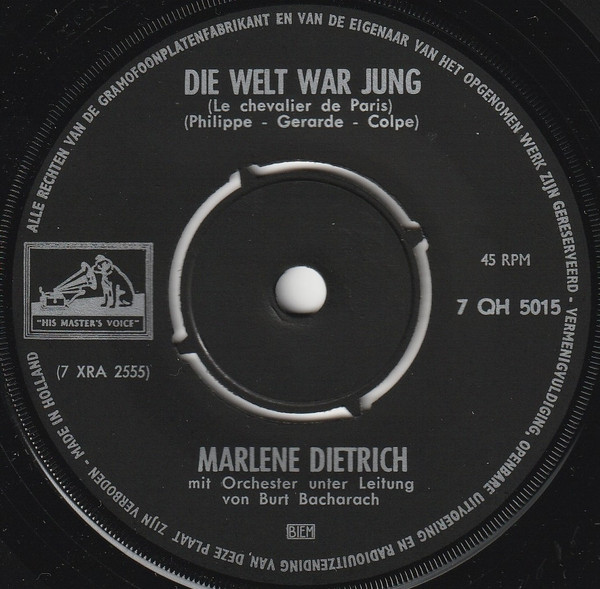 ALLE RECHTEN VAN DE GRAMOFOONPLATENFABRIKANT EN VAN DE EIGENAAR VAN HET OPGENOMEN WERK ZIJN GERESERVEERD - VERMENIGVULDIGING, OPENBARE UITVOERING EN RADIOUITZENDING VAN DEZE PLAAT ZIJN VERBODEN - MADE IN HOLLAND
DIE WELT WAR JUNG
(Le chevalier de Paris)
(Philippe - Gerarde - Colpe)
45 RPM
7 QH 5015
"HIS MASTER'S VOICE"
(7 XRA 2555)
MARLENE DIETRICH
mit Orchester unter Leitung
von Burt Bacharach
BIEM